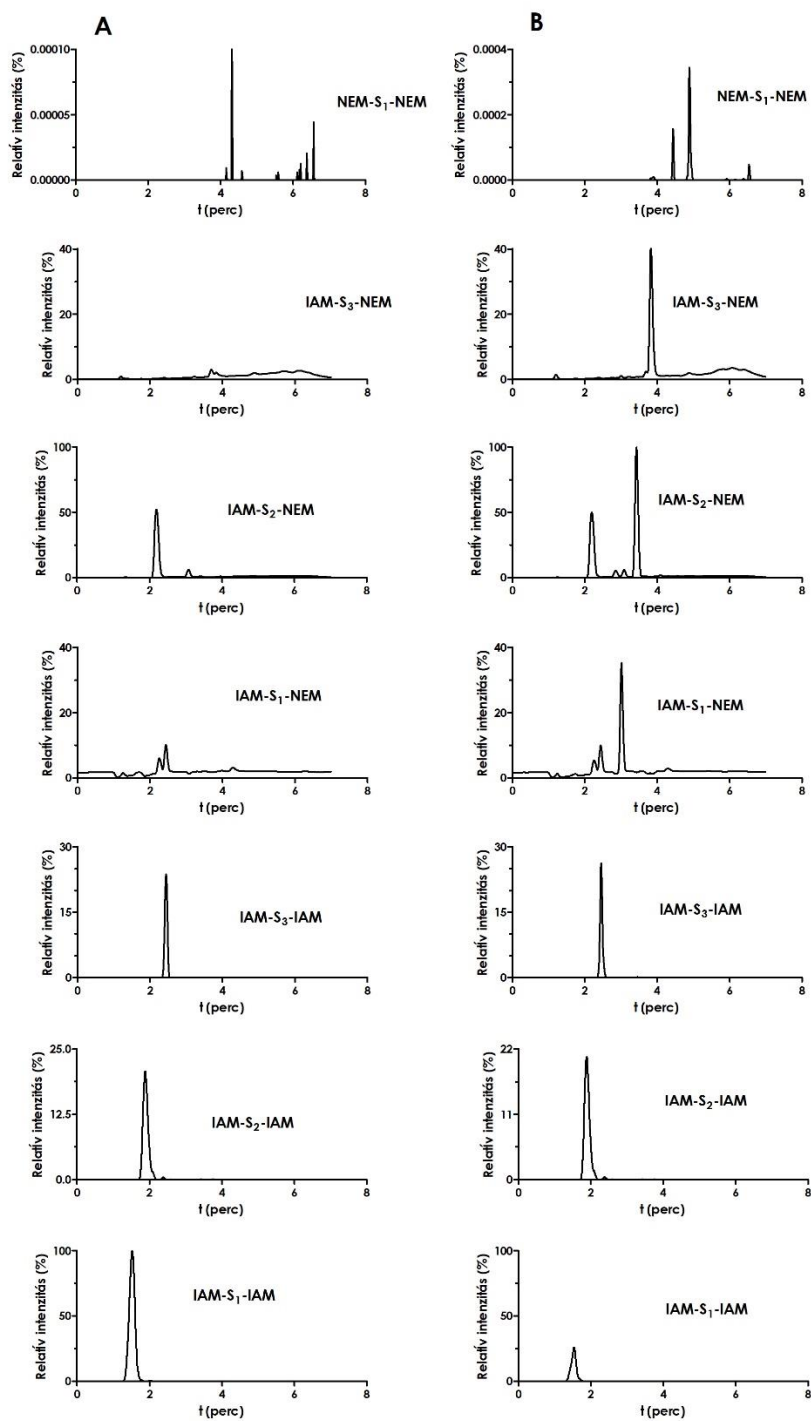 A
B
Relatív intenzitás (%)
0.00010
0.00005
0.00000
NEM-S₁-NEM
0 2 4 6 8
t (perc)
Relatív intenzitás (%)
0.0004
0.0002
0.0000
NEM-S₁-NEM
0 2 4 6 8
t (perc)
Relatív intenzitás (%)
40
20
0
IAM-S₃-NEM
0 2 4 6 8
t (perc)
Relatív intenzitás (%)
40
20
0
IAM-S₃-NEM
0 2 4 6 8
t (perc)
Relatív intenzitás (%)
100
50
0
IAM-S₂-NEM
0 2 4 6 8
t (perc)
Relatív intenzitás (%)
100
50
0
IAM-S₂-NEM
0 2 4 6 8
t (perc)
Relatív intenzitás (%)
40
20
0
IAM-S₁-NEM
0 2 4 6 8
t (perc)
Relatív intenzitás (%)
40
20
0
IAM-S₁-NEM
0 2 4 6 8
t (perc)
Relatív intenzitás (%)
30
15
0
IAM-S₃-IAM
0 2 4 6 8
t (perc)
Relatív intenzitás (%)
30
15
0
IAM-S₃-IAM
0 2 4 6 8
t (perc)
Relatív intenzitás (%)
25.0
12.5
0.0
IAM-S₂-IAM
0 2 4 6 8
t (perc)
Relatív intenzitás (%)
22
11
0
IAM-S₂-IAM
0 2 4 6 8
t (perc)
Relatív intenzitás (%)
100
50
0
IAM-S₁-IAM
0 2 4 6 8
t (perc)
Relatív intenzitás (%)
100
50
0
IAM-S₁-IAM
0 2 4 6 8
t (perc)